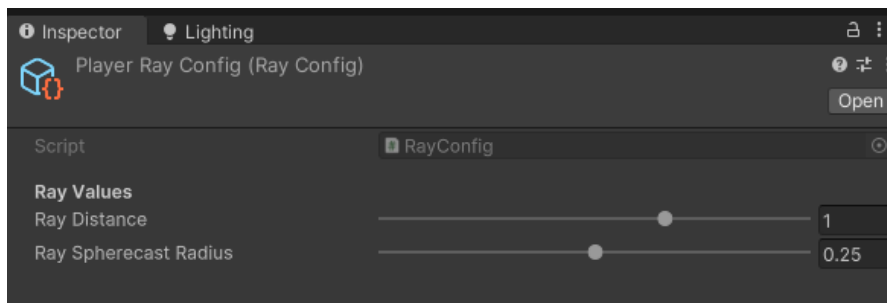 Inspector Lighting
Player Ray Config (Ray Config)
Open
Script RayConfig
Ray Values
Ray Distance 1
Ray Spherecast Radius 0.25